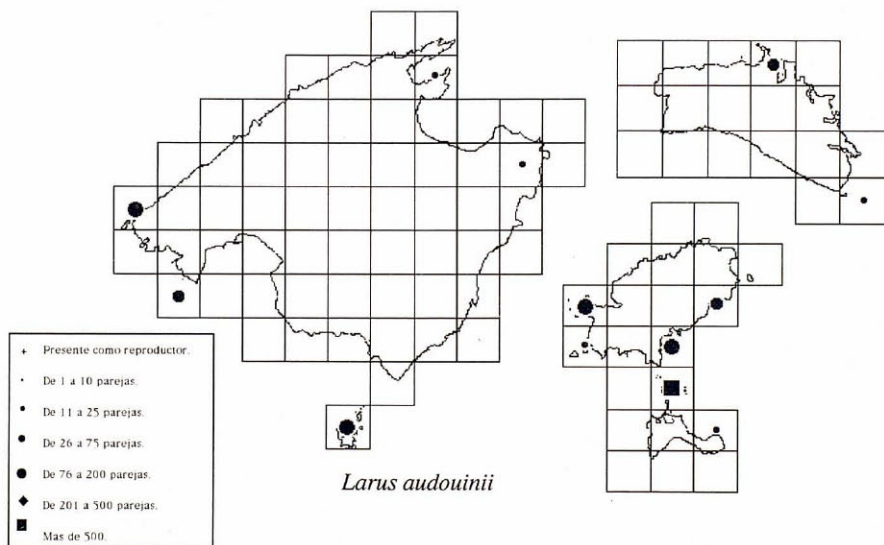 + Presente como reproductor.
De 1 a 10 parejas.
De 11 a 25 parejas.
De 26 a 75 parejas.
De 76 a 200 parejas.
De 201 a 500 parejas.
Mas de 500.
Larus audouinii